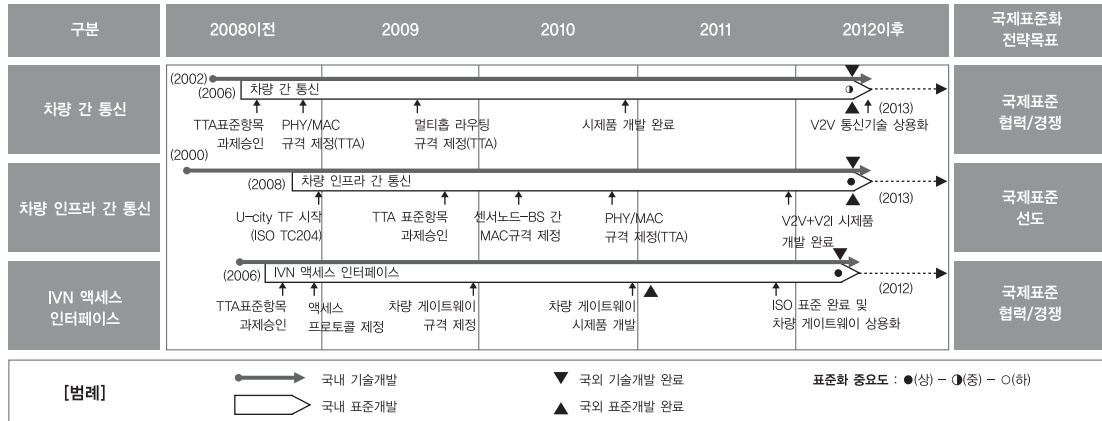 구분
2008이전
2009
2010
2011
2012이후
국제표준화
전략목표
차량 간 통신
(2002)
(2006)
차량 간 통신
(2013)
TTA표준항목
과제승인
PHY/MAC
규격 제정(TTA)
멀티홉 라우팅
규격 제정(TTA)
시제품 개발 완료
V2V 통신기술 상용화
국제표준
협력/경쟁
차량 인프라 간 통신
(2000)
(2008)
차량 인프라 간 통신
(2013)
U-city TF 시작
(ISO TC204)
TTA 표준항목
과제승인
센서노드-BS 간
MAC규격 제정
PHY/MAC
규격 제정(TTA)
V2V+V2I 시제품
개발 완료
국제표준
선도
IVN 액세스
인터페이스
(2006)
IVN 액세스 인터페이스
(2012)
TTA표준항목
과제승인
액세스
프로토콜 제정
차량 게이트웨이
규격 제정
차량 게이트웨이
시제품 개발
ISO 표준 완료 및
차량 게이트웨이 상용화
국제표준
협력/경쟁
[범례]
국내 기술개발
국외 기술개발 완료
표준화 중요도 : ●(상) - ◑(중) - ○(하)
국내 표준개발
국외 표준개발 완료